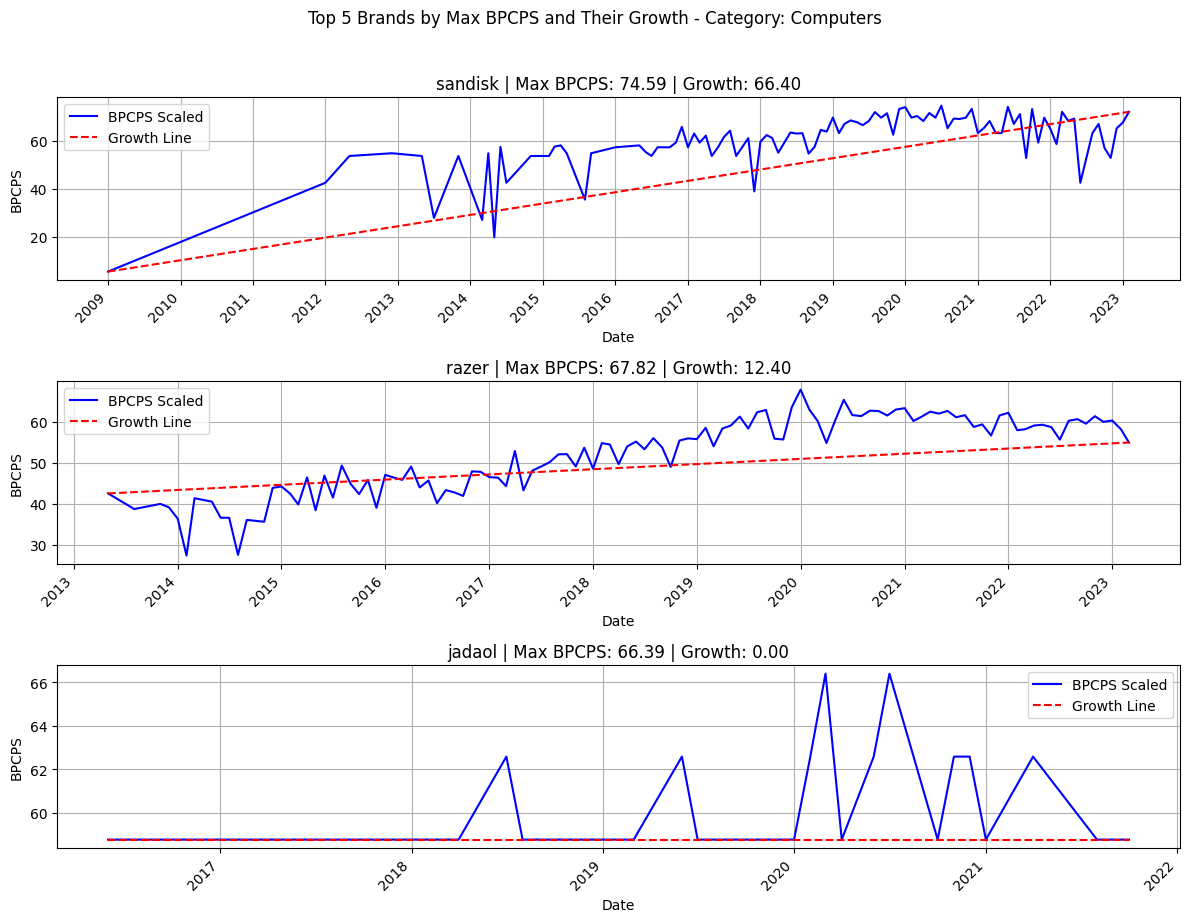 Top 5 Brands by Max BPCPS and Their Growth - Category: Computers
sandisk | Max BPCPS: 74.59 | Growth: 66.40
BPCPS Scaled
Growth Line
60
40
20
BPCPS
2009 2010 2011 2012 2013 2014 2015 2016 2017 2018 2019 2020 2021 2022 2023
Date
razer | Max BPCPS: 67.82 | Growth: 12.40
BPCPS Scaled
Growth Line
60
50
40
30
BPCPS
2013 2014 2015 2016 2017 2018 2019 2020 2021 2022 2023
Date
jadaol | Max BPCPS: 66.39 | Growth: 0.00
BPCPS Scaled
Growth Line
66
64
62
60
BPCPS
2017 2018 2019 2020 2021 2022
Date